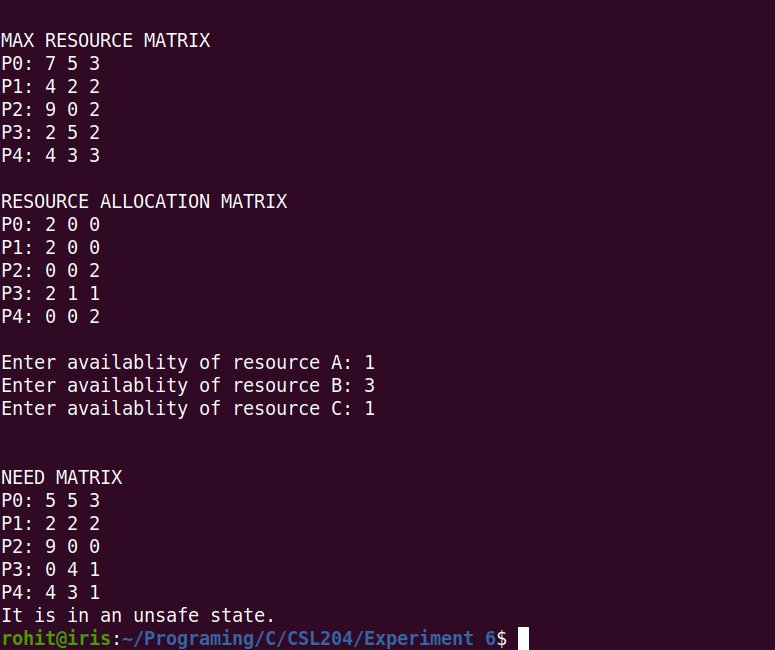 MAX RESOURCE MATRIX
P0: 7 5 3
P1: 4 2 2
P2: 9 0 2
P3: 2 5 2
P4: 4 3 3
RESOURCE ALLOCATION MATRIX
P0: 2 0 0
P1: 2 0 0
P2: 0 0 2
P3: 2 1 1
P4: 0 0 2
Enter availablity of resource A: 1
Enter availablity of resource B: 3
Enter availablity of resource C: 1
NEED MATRIX
P0: 5 5 3
P1: 2 2 2
P2: 9 0 0
P3: 0 4 1
P4: 4 3 1
It is in an unsafe state.
rohit@iris:~/Programing/C/CSL204/Experiment 6$